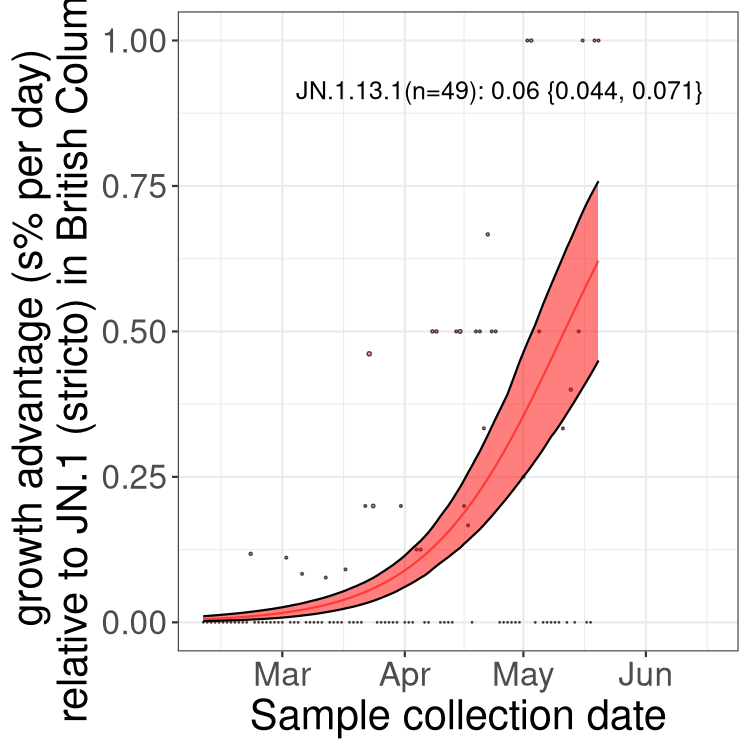 growth advantage (s% per day)
relative to JN.1 (stricto) in British Colum
1.00
0.75
0.50
0.25
0.00
JN.1.13.1(n=49): 0.06 {0.044, 0.071}
Mar Apr May Jun
Sample collection date